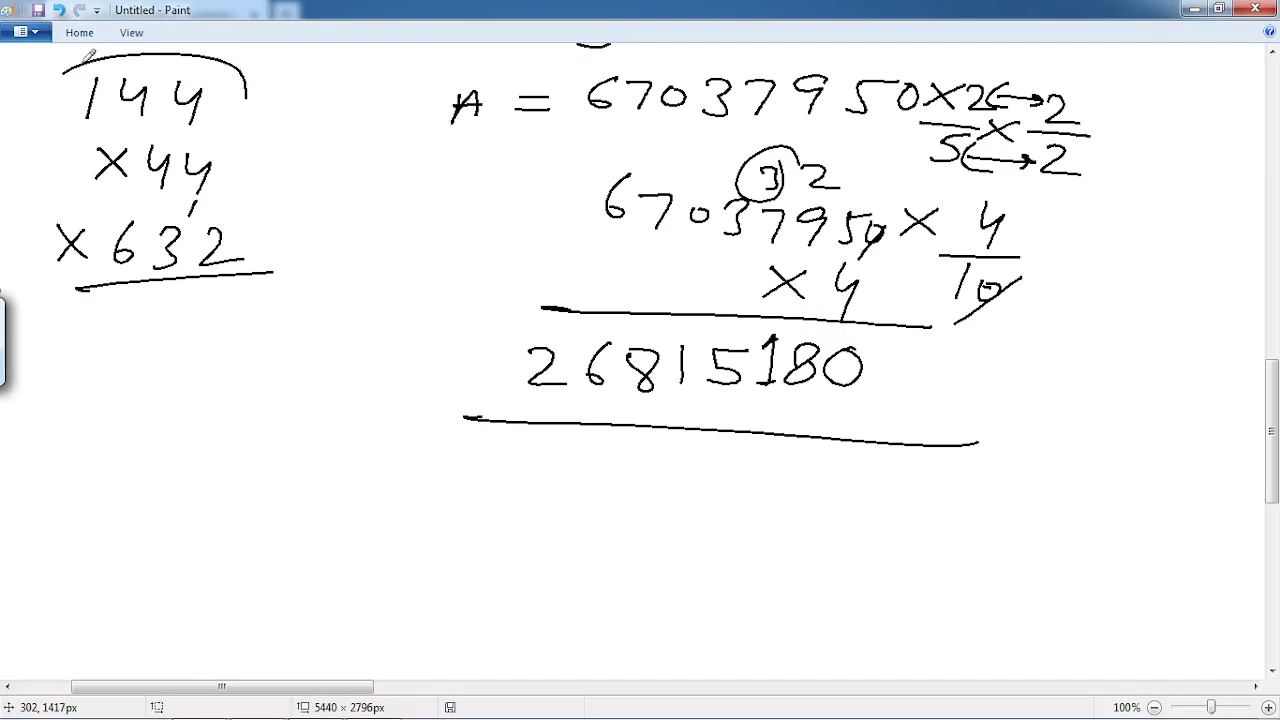 Untitled - Paint
Home View
144
× 44
× 632
A = 67037950 × 2 / 5 × 2 / 2
32
67037950 × 4 / 10
× 4
26815180
302, 1417px 5440 × 2796px 100%